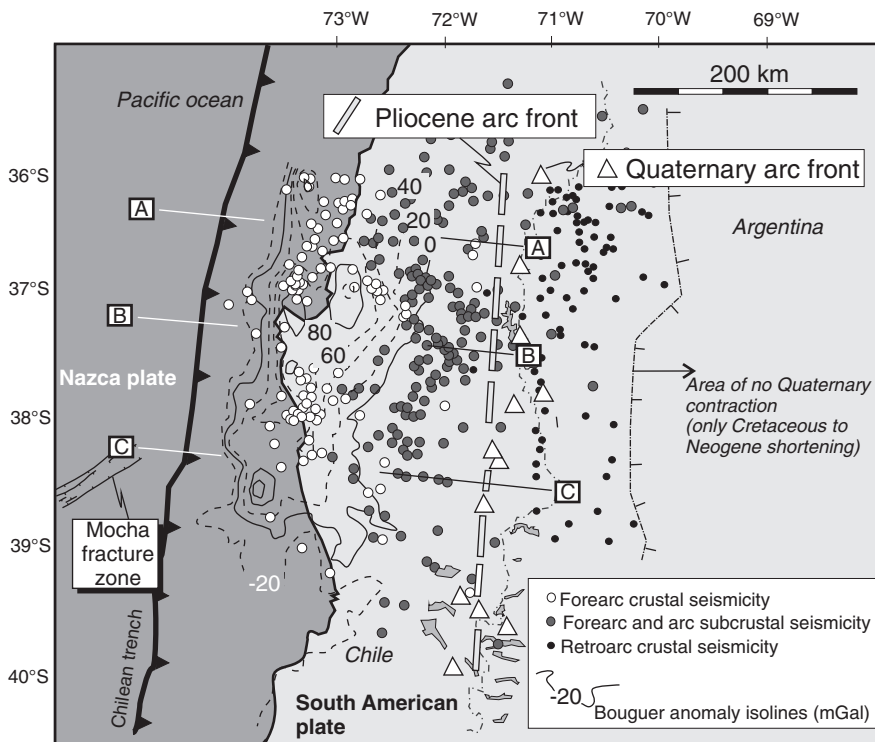 73°W 72°W 71°W 70°W 69°W
200 km
Pacific ocean
Pliocene arc front
Quaternary arc front
36°S
40
20
0
A
A
Argentina
37°S
B
80
60
B
Nazca plate
Area of no Quaternary
contraction
(only Cretaceous to
Neogene shortening)
38°S
C
C
Mocha
fracture
zone
39°S
-20
Forearc crustal seismicity
Forearc and arc subcrustal seismicity
Retroarc crustal seismicity
-20
Bouguer anomaly isolines (mGal)
Chile
40°S
Chilean trench
South American
plate